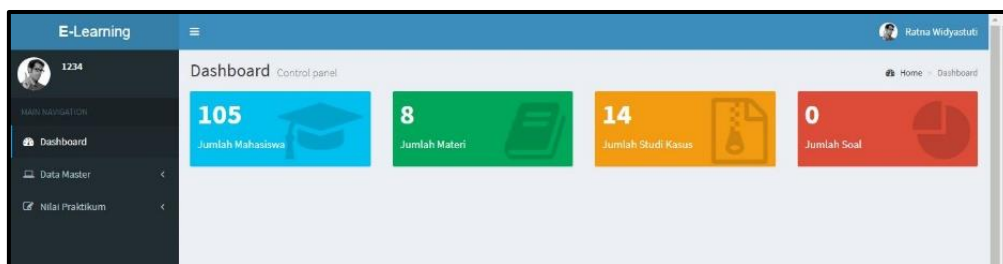 E-Learning
Ratna Widyastuti
1234
Dashboard Control panel
Home > Dashboard
MAIN NAVIGATION
Dashboard
Data Master
Nilai Praktikum
105
Jumlah Mahasiswa
8
Jumlah Materi
14
Jumlah Studi Kasus
0
Jumlah Soal